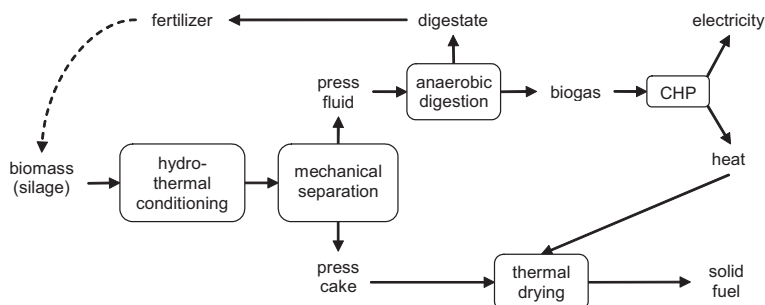 fertilizer
digestate
electricity
press
fluid
anaerobic
digestion
biogas
CHP
biomass
(silage)
hydro-
thermal
conditioning
mechanical
separation
heat
press
cake
thermal
drying
solid
fuel